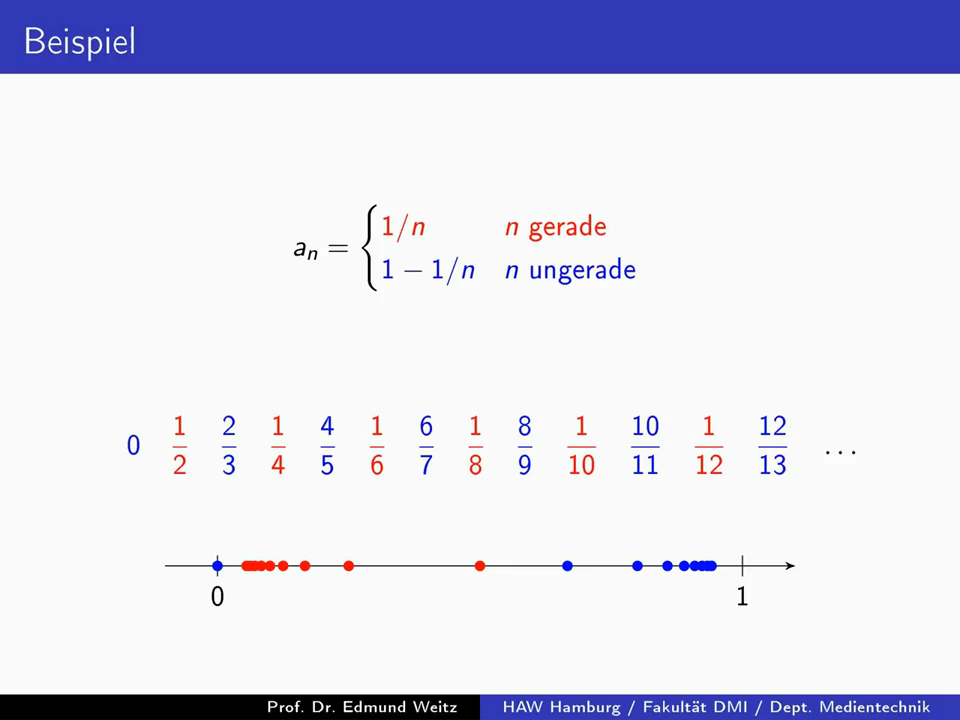 Beispiel
aₙ = { 1/n n gerade
1 − 1/n n ungerade
0 1/2 2/3 1/4 4/5 1/6 6/7 1/8 8/9 1/10 10/11 1/12 12/13 ...
0 1
Prof. Dr. Edmund Weitz HAW Hamburg / Fakultät DMI / Dept. Medientechnik